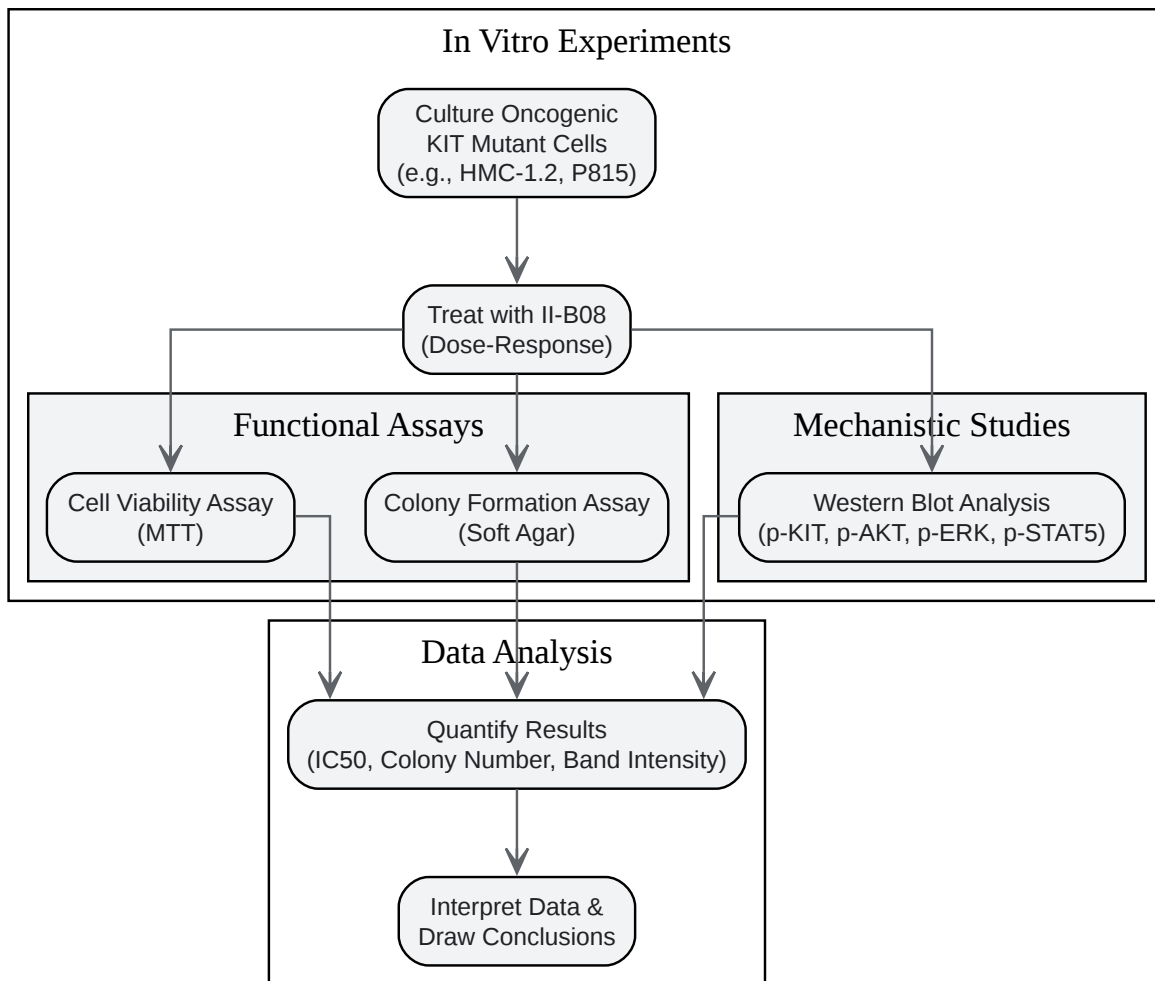 In Vitro Experiments
Culture Oncogenic
KIT Mutant Cells
(e.g., HMC-1.2, P815)
Treat with II-B08
(Dose-Response)
Functional Assays
Mechanistic Studies
Cell Viability Assay
(MTT)
Colony Formation Assay
(Soft Agar)
Western Blot Analysis
(p-KIT, p-AKT, p-ERK, p-STAT5)
Data Analysis
Quantify Results
(IC50, Colony Number, Band Intensity)
Interpret Data &
Draw Conclusions